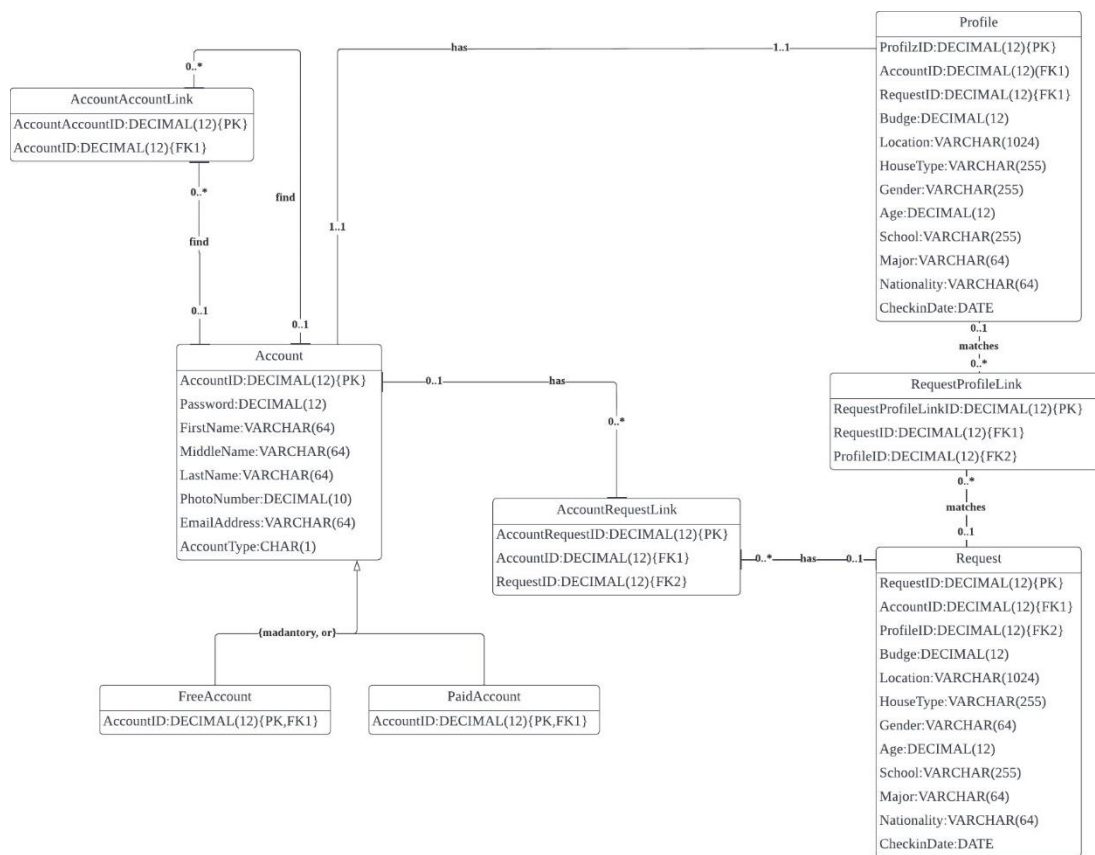 Profile
ProfilzID:DECIMAL(12){PK}
AccountID:DECIMAL(12)(FK1)
RequestID:DECIMAL(12){FK1}
Budge:DECIMAL(12)
Location:VARCHAR(1024)
HouseType:VARCHAR(255)
Gender:VARCHAR(255)
Age:DECIMAL(12)
School:VARCHAR(255)
Major:VARCHAR(64)
Nationality:VARCHAR(64)
CheckinDate:DATE
has
1..1
1..1
0..*
AccountAccountLink
AccountAccountID:DECIMAL(12){PK}
AccountID:DECIMAL(12){FK1}
0..*
find
0..1
find
0..1
Account
AccountID:DECIMAL(12){PK}
Password:DECIMAL(12)
FirstName:VARCHAR(64)
MiddleName:VARCHAR(64)
LastName:VARCHAR(64)
PhotoNumber:DECIMAL(10)
EmailAddress:VARCHAR(64)
AccountType:CHAR(1)
0..1
has
0..*
0..1
matches
0..*
RequestProfileLink
RequestProfileLinkID:DECIMAL(12){PK}
RequestID:DECIMAL(12){FK1}
ProfileID:DECIMAL(12){FK2}
0..*
matches
0..1
AccountRequestLink
AccountRequestID:DECIMAL(12){PK}
AccountID:DECIMAL(12){FK1}
RequestID:DECIMAL(12){FK2}
0..*
has
0..1
Request
RequestID:DECIMAL(12){PK}
AccountID:DECIMAL(12){FK1}
ProfileID:DECIMAL(12){FK2}
Budge:DECIMAL(12)
Location:VARCHAR(1024)
HouseType:VARCHAR(255)
Gender:VARCHAR(64)
Age:DECIMAL(12)
School:VARCHAR(255)
Major:VARCHAR(64)
Nationality:VARCHAR(64)
CheckinDate:DATE
{madantory, or}
FreeAccount
AccountID:DECIMAL(12){PK,FK1}
PaidAccount
AccountID:DECIMAL(12){PK,FK1}